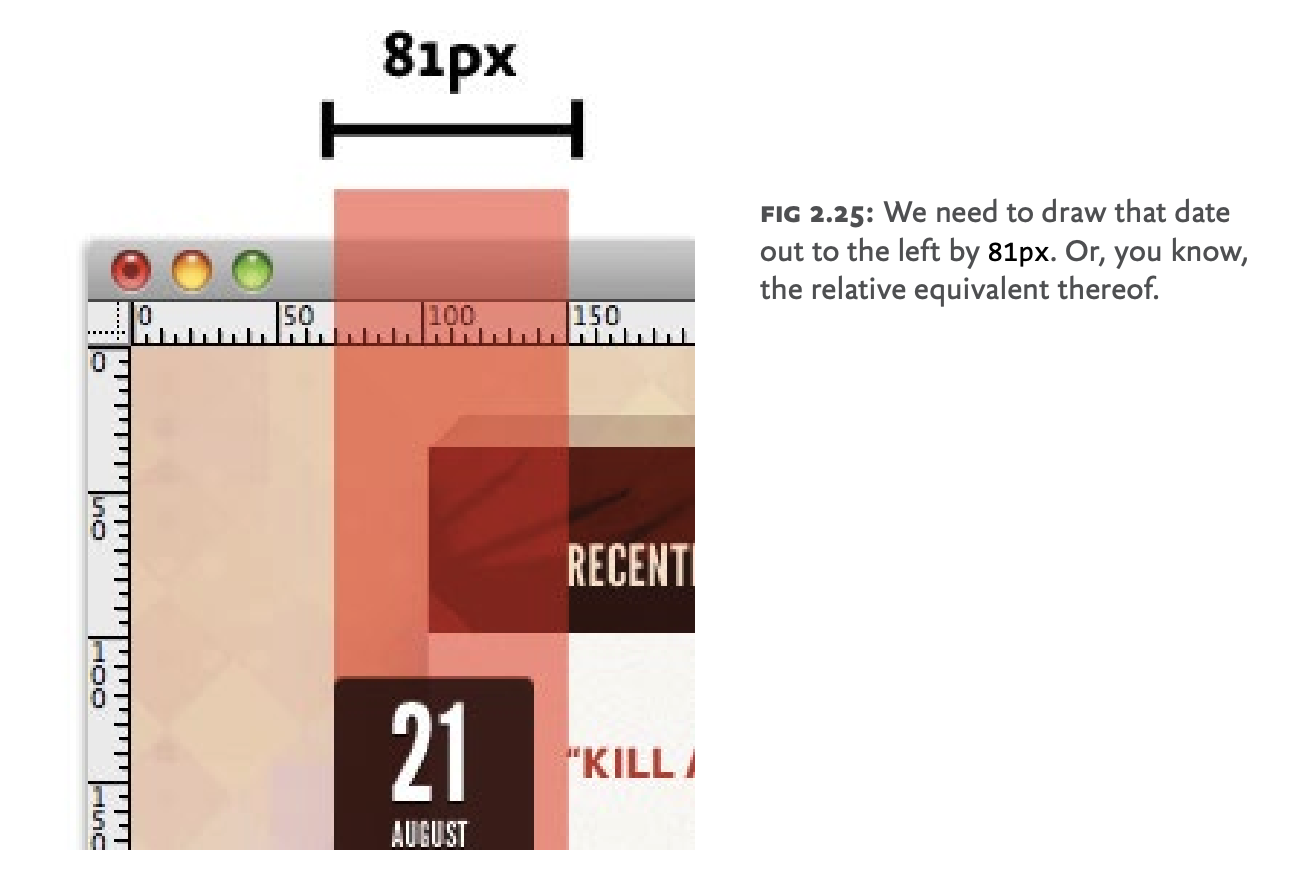 81px
FIG 2.25: We need to draw that date
out to the left by 81px. Or, you know,
the relative equivalent thereof.
0 50 100 150
0
50
100
RECENT
21
"KILL A
AUGUST